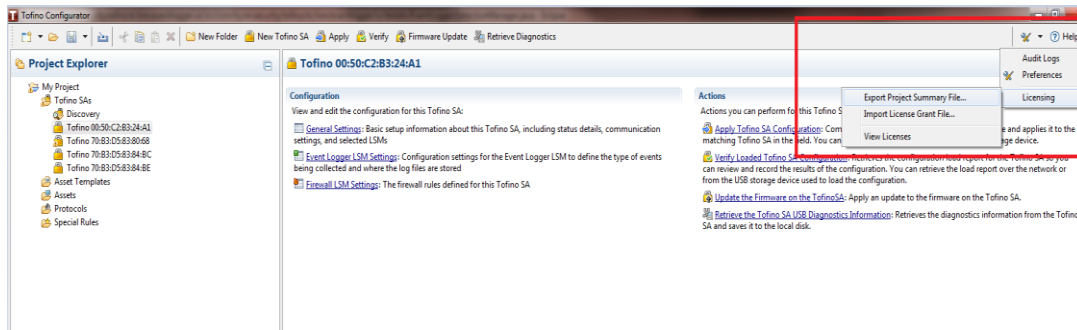 Tofino Configurator
New Folder New Tofino SA Apply Verify Firmware Update Retrieve Diagnostics Help
Project Explorer
My Project
Tofino SAs
Discovery
Tofino 00:50:C2:B3:24:A1
Tofino 70:B3:D5:83:80:68
Tofino 70:B3:D5:83:84:BC
Tofino 70:B3:D5:83:84:BE
Asset Templates
Assets
Protocols
Special Rules
Tofino 00:50:C2:B3:24:A1
Configuration
View and edit the configuration for this Tofino SA:
General Settings: Basic setup information about this Tofino SA, including status details, communication
settings, and selected LSMs
Event Logger LSM Settings: Configuration settings for the Event Logger LSM to define the type of events
being collected and where the log files are stored
Firewall LSM Settings: The firewall rules defined for this Tofino SA
Actions
Actions you can perform for this Tofino S
Apply Tofino SA Configuration: Com e and applies it to the
matching Tofino SA in the field. You can ge device.
Verify Loaded Tofino SA Configuration: Retrieves the configuration load report for the Tofino SA so you
can review and record the results of the configuration. You can retrieve the load report over the network or
from the USB storage device used to load the configuration.
Update the Firmware on the TofinoSA: Apply an update to the firmware on the Tofino SA.
Retrieve the Tofino SA USB Diagnostics Information: Retrieves the diagnostics information from the Tofino
SA and saves it to the local disk.
Audit Logs
Preferences
Licensing
Export Project Summary File...
Import License Grant File...
View Licenses